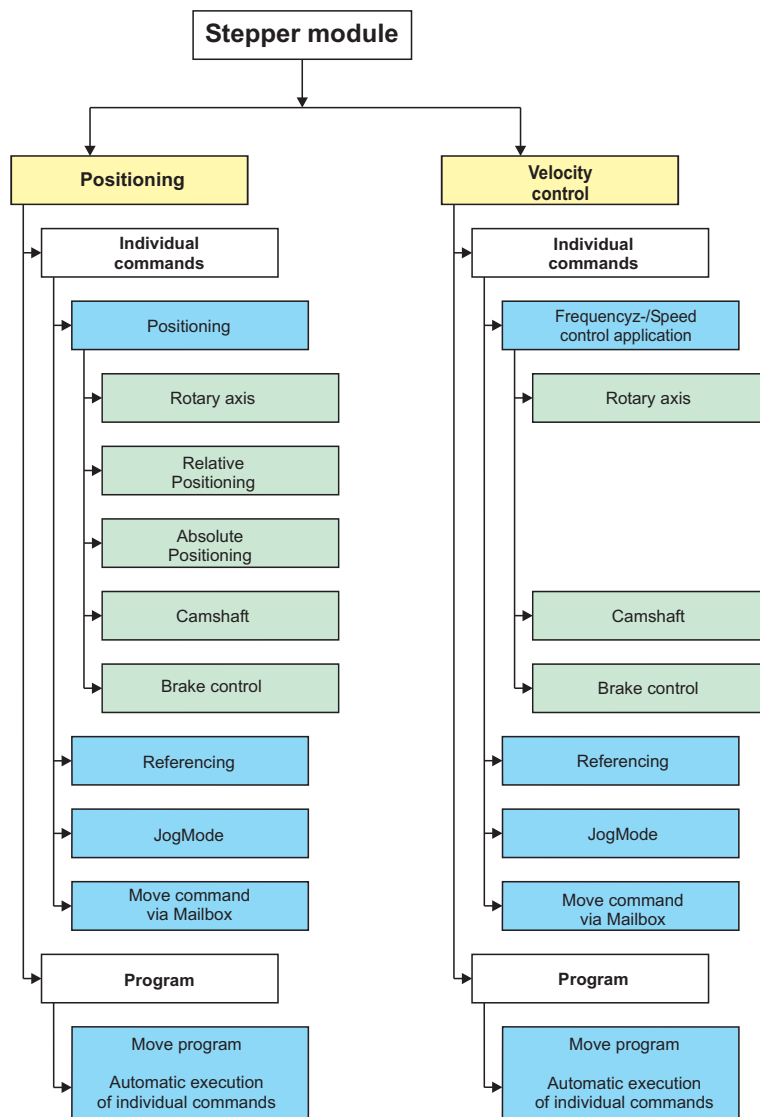 Stepper module
Positioning
Individual
commands
Positioning
Rotary axis
Relative
Positioning
Absolute
Positioning
Camshaft
Brake control
Referencing
JogMode
Move command
via Mailbox
Program
Move program
Automatic execution
of individual commands
Velocity
control
Individual
commands
Frequencyz-/Speed
control application
Rotary axis
Camshaft
Brake control
Referencing
JogMode
Move command
via Mailbox
Program
Move program
Automatic execution
of individual commands